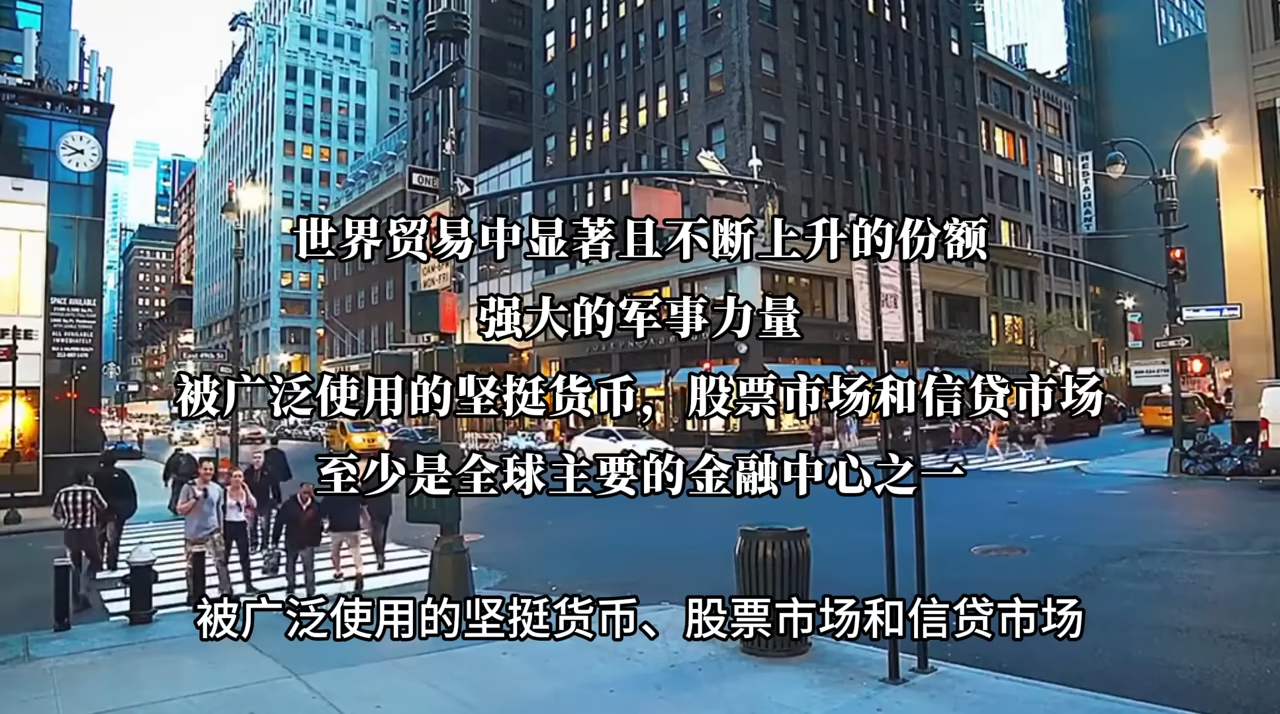 ONE
世界贸易中显著且不断上升的份额
强大的军事力量
被广泛使用的坚挺货币，股票市场和信贷市场
至少是全球主要的金融中心之一
被广泛使用的坚挺货币、股票市场和信贷市场
RESTAURANT
SPACE AVAILABLE
East 49th St